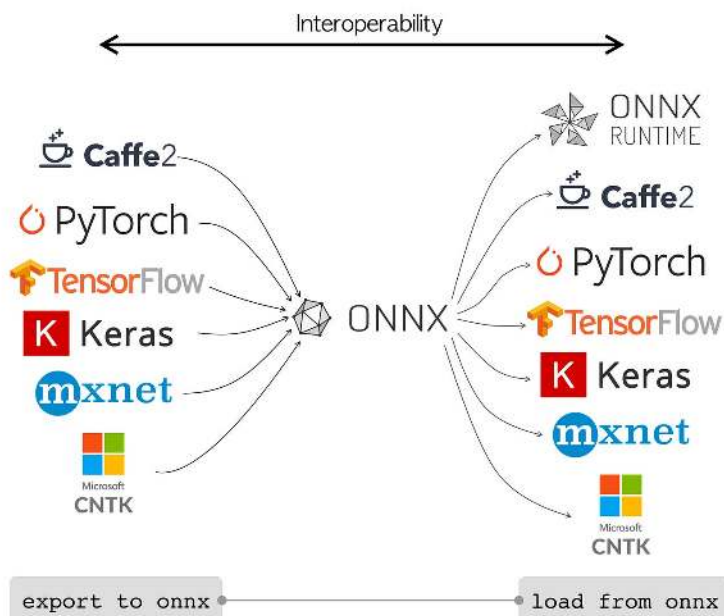 Interoperability
Caffe2
PyTorch
TensorFlow
K Keras
mxnet
Microsoft
CNTK
ONNX
ONNX
RUNTIME
Caffe2
PyTorch
TensorFlow
K Keras
mxnet
Microsoft
CNTK
export to onnx
load from onnx